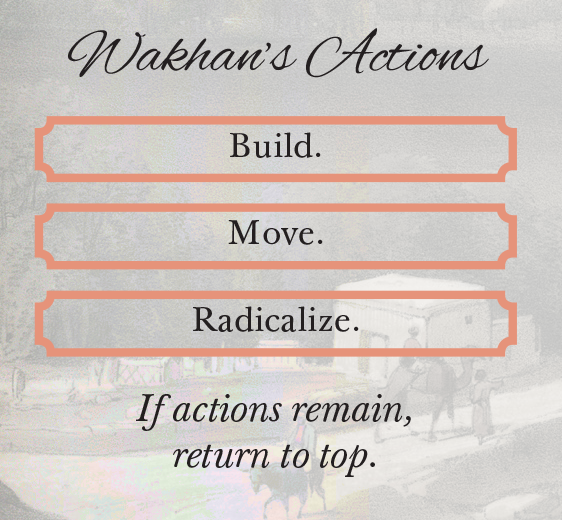 Wakhan's Actions
Build.
Move.
Radicalize.
If actions remain,
return to top.